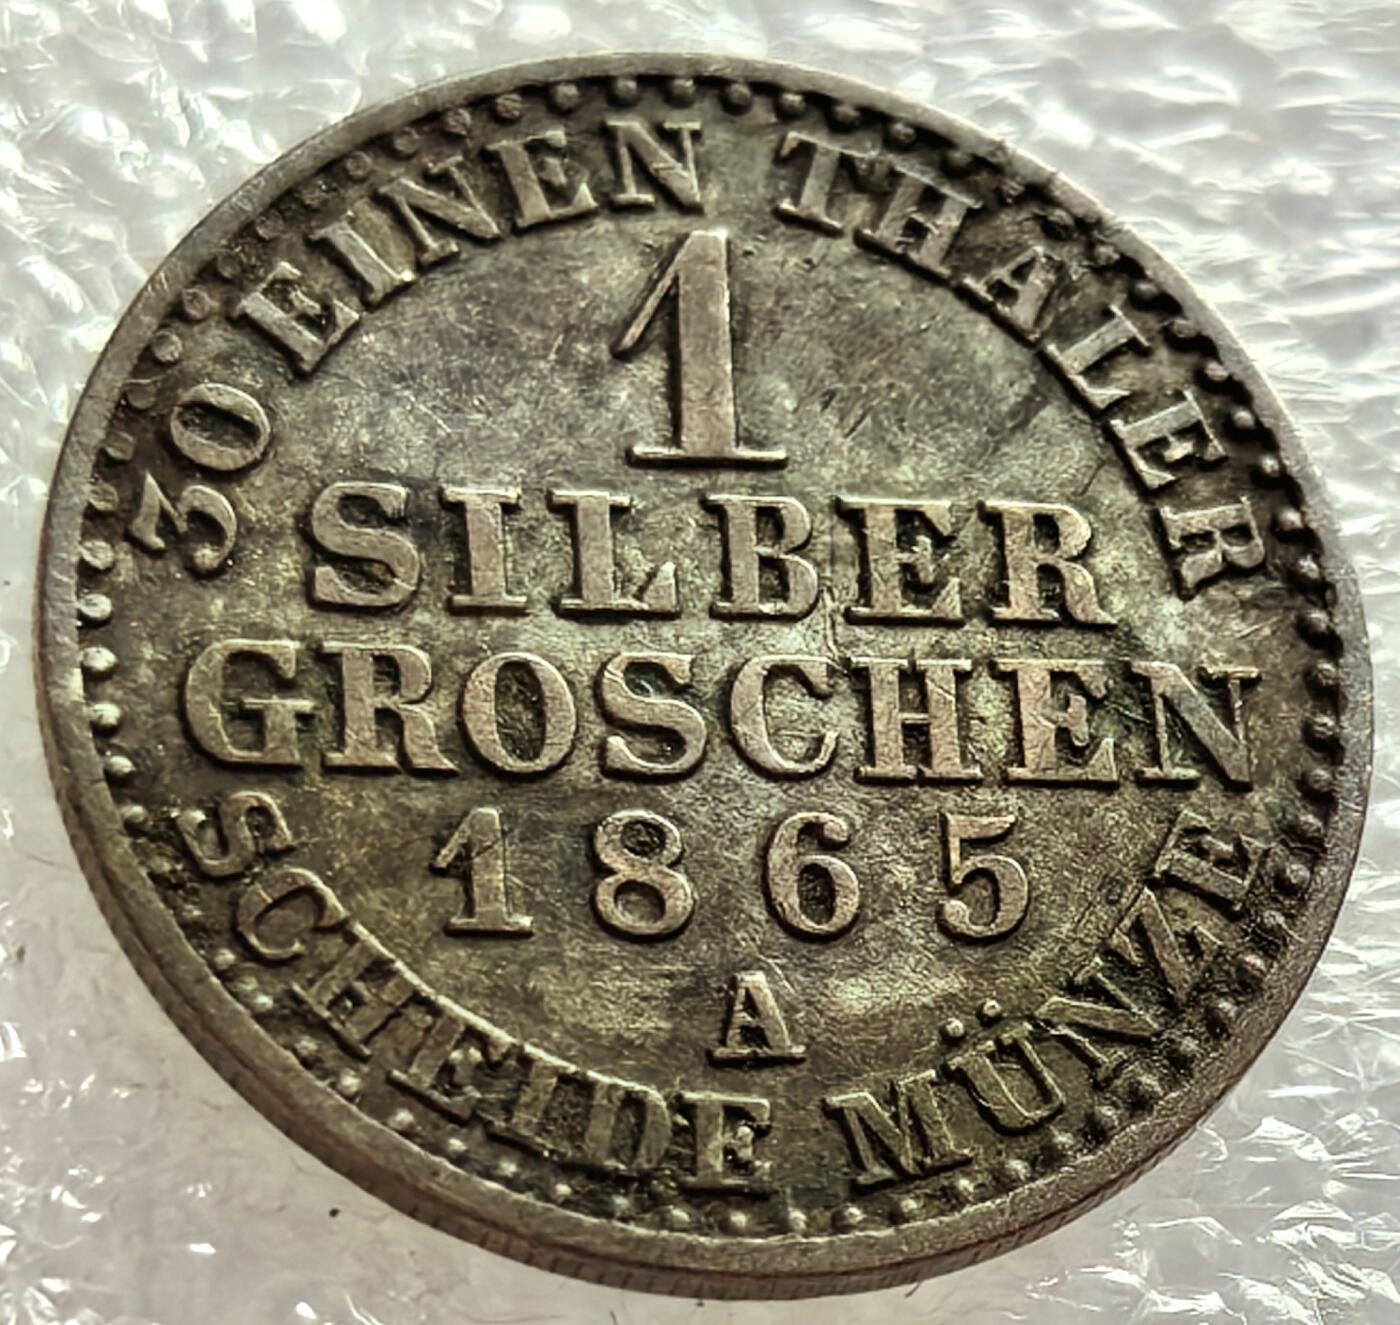 30 EINEN THALER
1
SILBER
GROSCHEN
1865
A
SCHEIDE MÜNZE